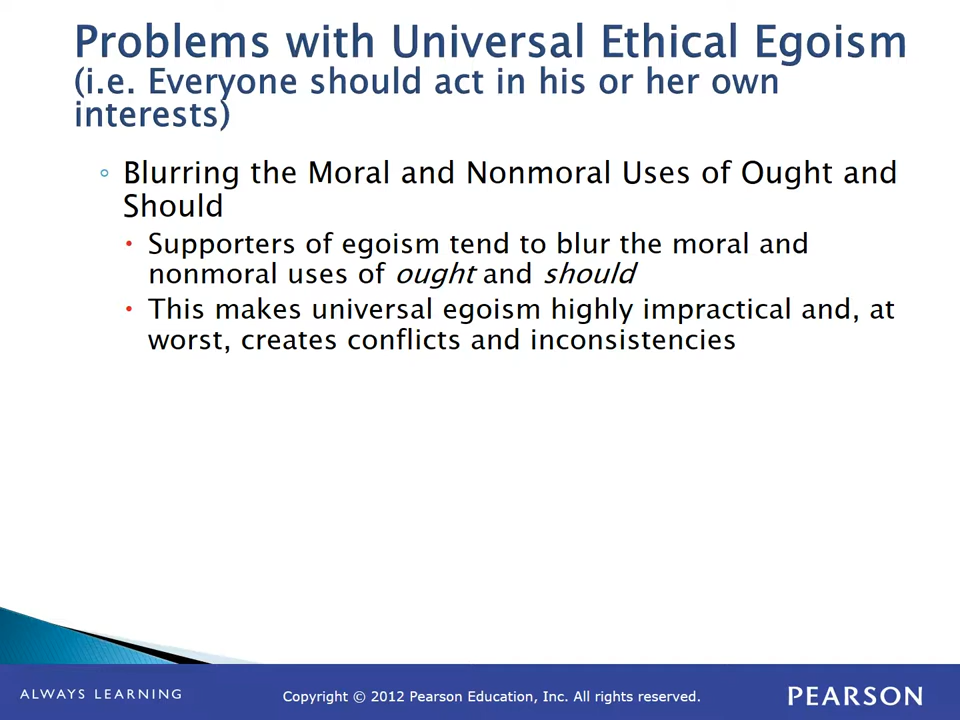 Problems with Universal Ethical Egoism
(i.e. Everyone should act in his or her own
interests)
Blurring the Moral and Nonmoral Uses of Ought and
Should
Supporters of egoism tend to blur the moral and
nonmoral uses of ought and should
This makes universal egoism highly impractical and, at
worst, creates conflicts and inconsistencies
ALWAYS LEARNING
Copyright © 2012 Pearson Education, Inc. All rights reserved.
PEARSON